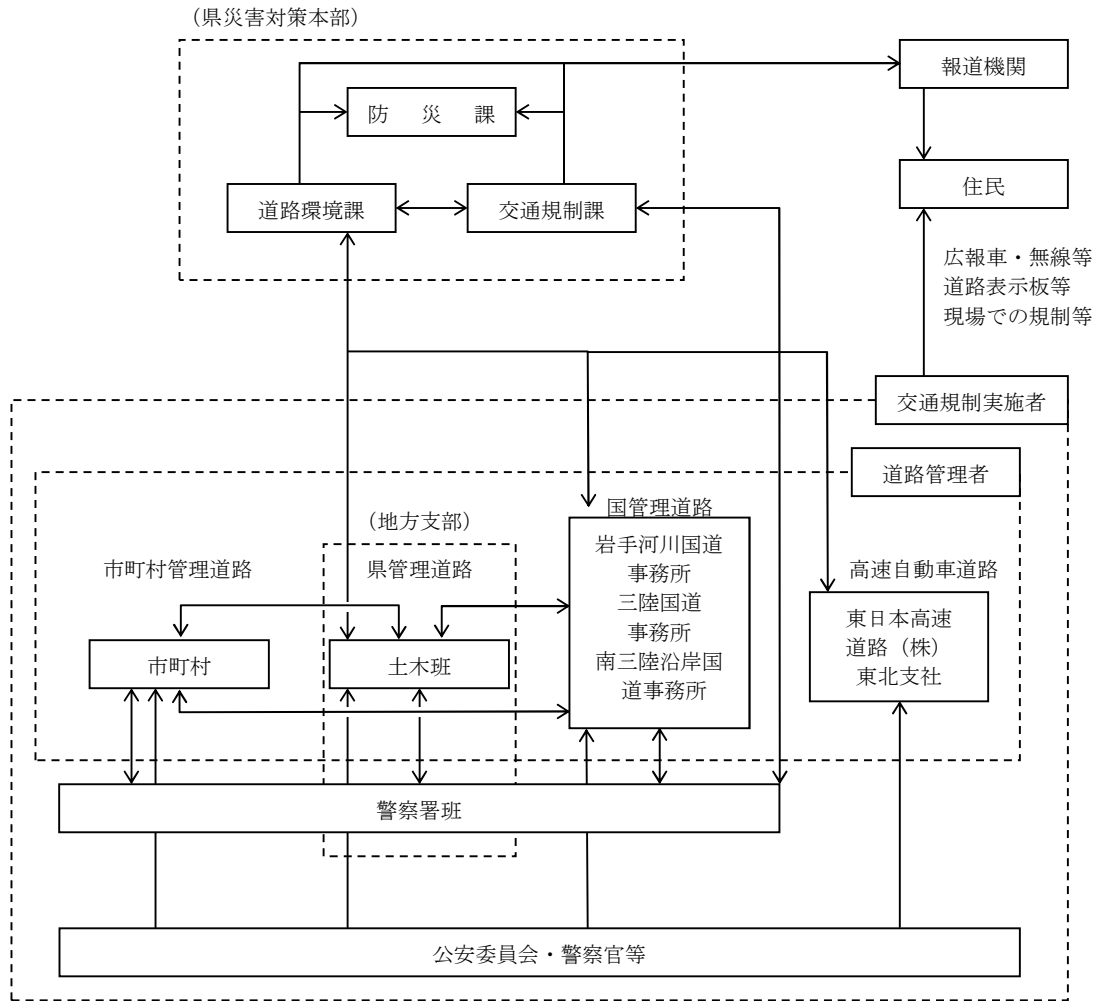 （県災害対策本部）
報道機関
防　災　課
住民
道路環境課
交通規制課
広報車・無線等
道路表示板等
現場での規制等
交通規制実施者
道路管理者
国管理道路
（地方支部）
岩手河川国道
事務所
三陸国道
事務所
南三陸沿岸国
道事務所
市町村管理道路
県管理道路
高速自動車道路
東日本高速
道路（株）
東北支社
市町村
土木班
警察署班
公安委員会・警察官等